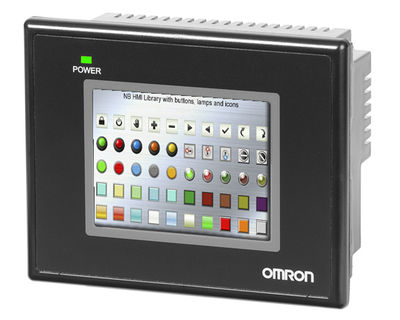 POWER
NB HMI Library with buttons, lamps and icons
OMRON